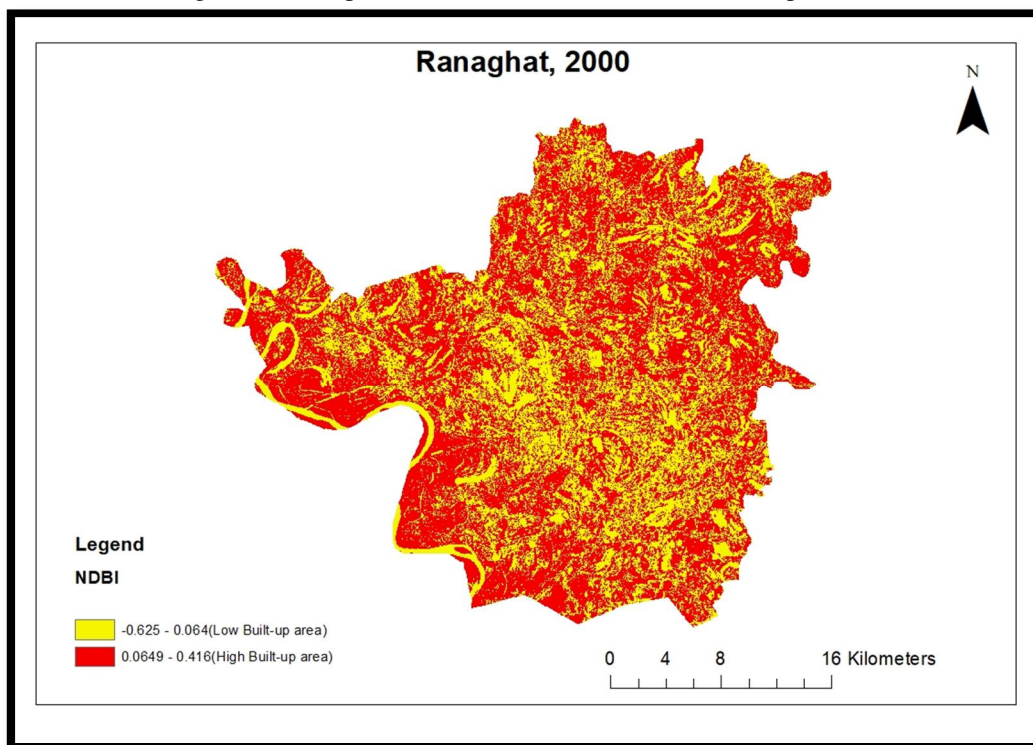 Ranaghat, 2000
N
Legend
NDBI
-0.625 - 0.064(Low Built-up area)
0.0649 - 0.416(High Built-up area)
0 4 8 16 Kilometers